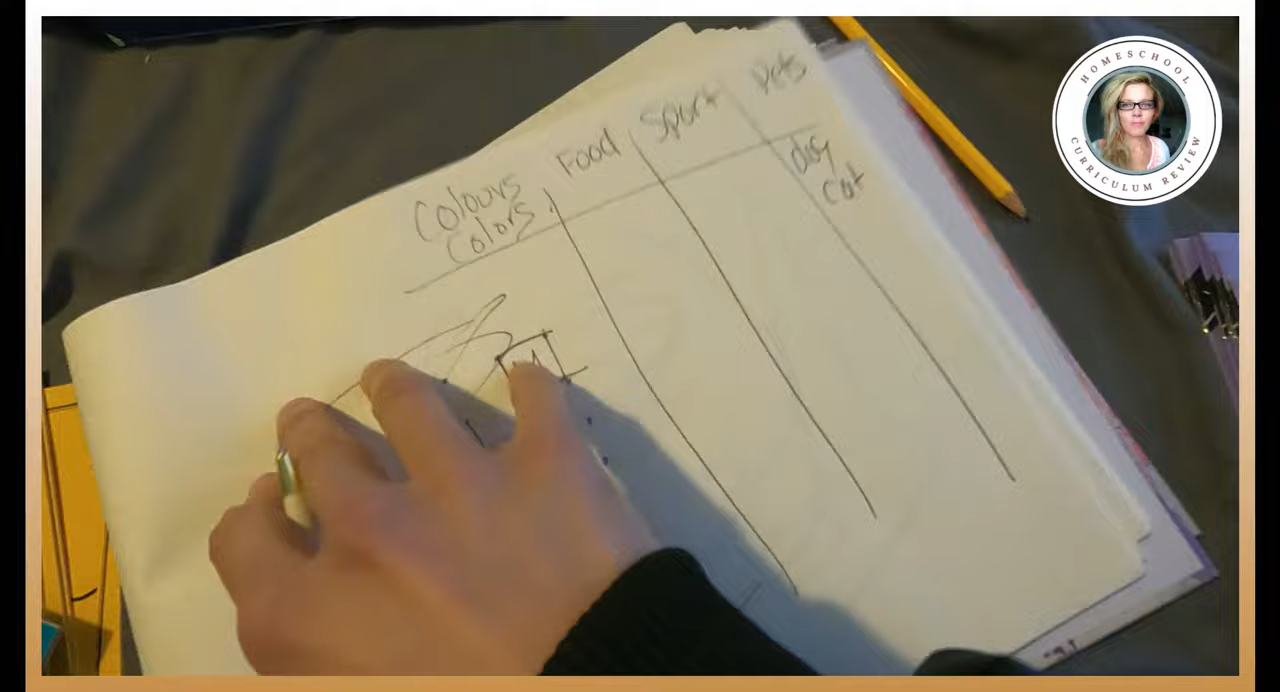 HOMESCHOOL
CURRICULUM REVIEW
Colours Food Sport Pets
Colors
dog
cat